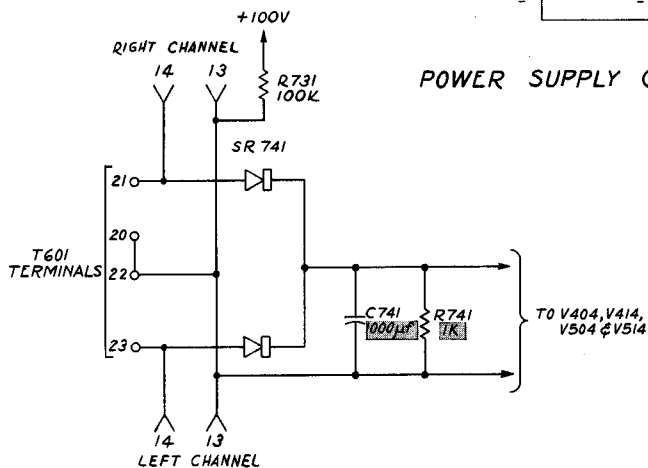 +100V
RIGHT CHANNEL
14 13
R731
100K
POWER SUPPLY
SR 741
21
20
T601
TERMINALS
22
23
C741
1000µf
R741
1K
TO V404, V414,
V504 & V514
14 13
LEFT CHANNEL